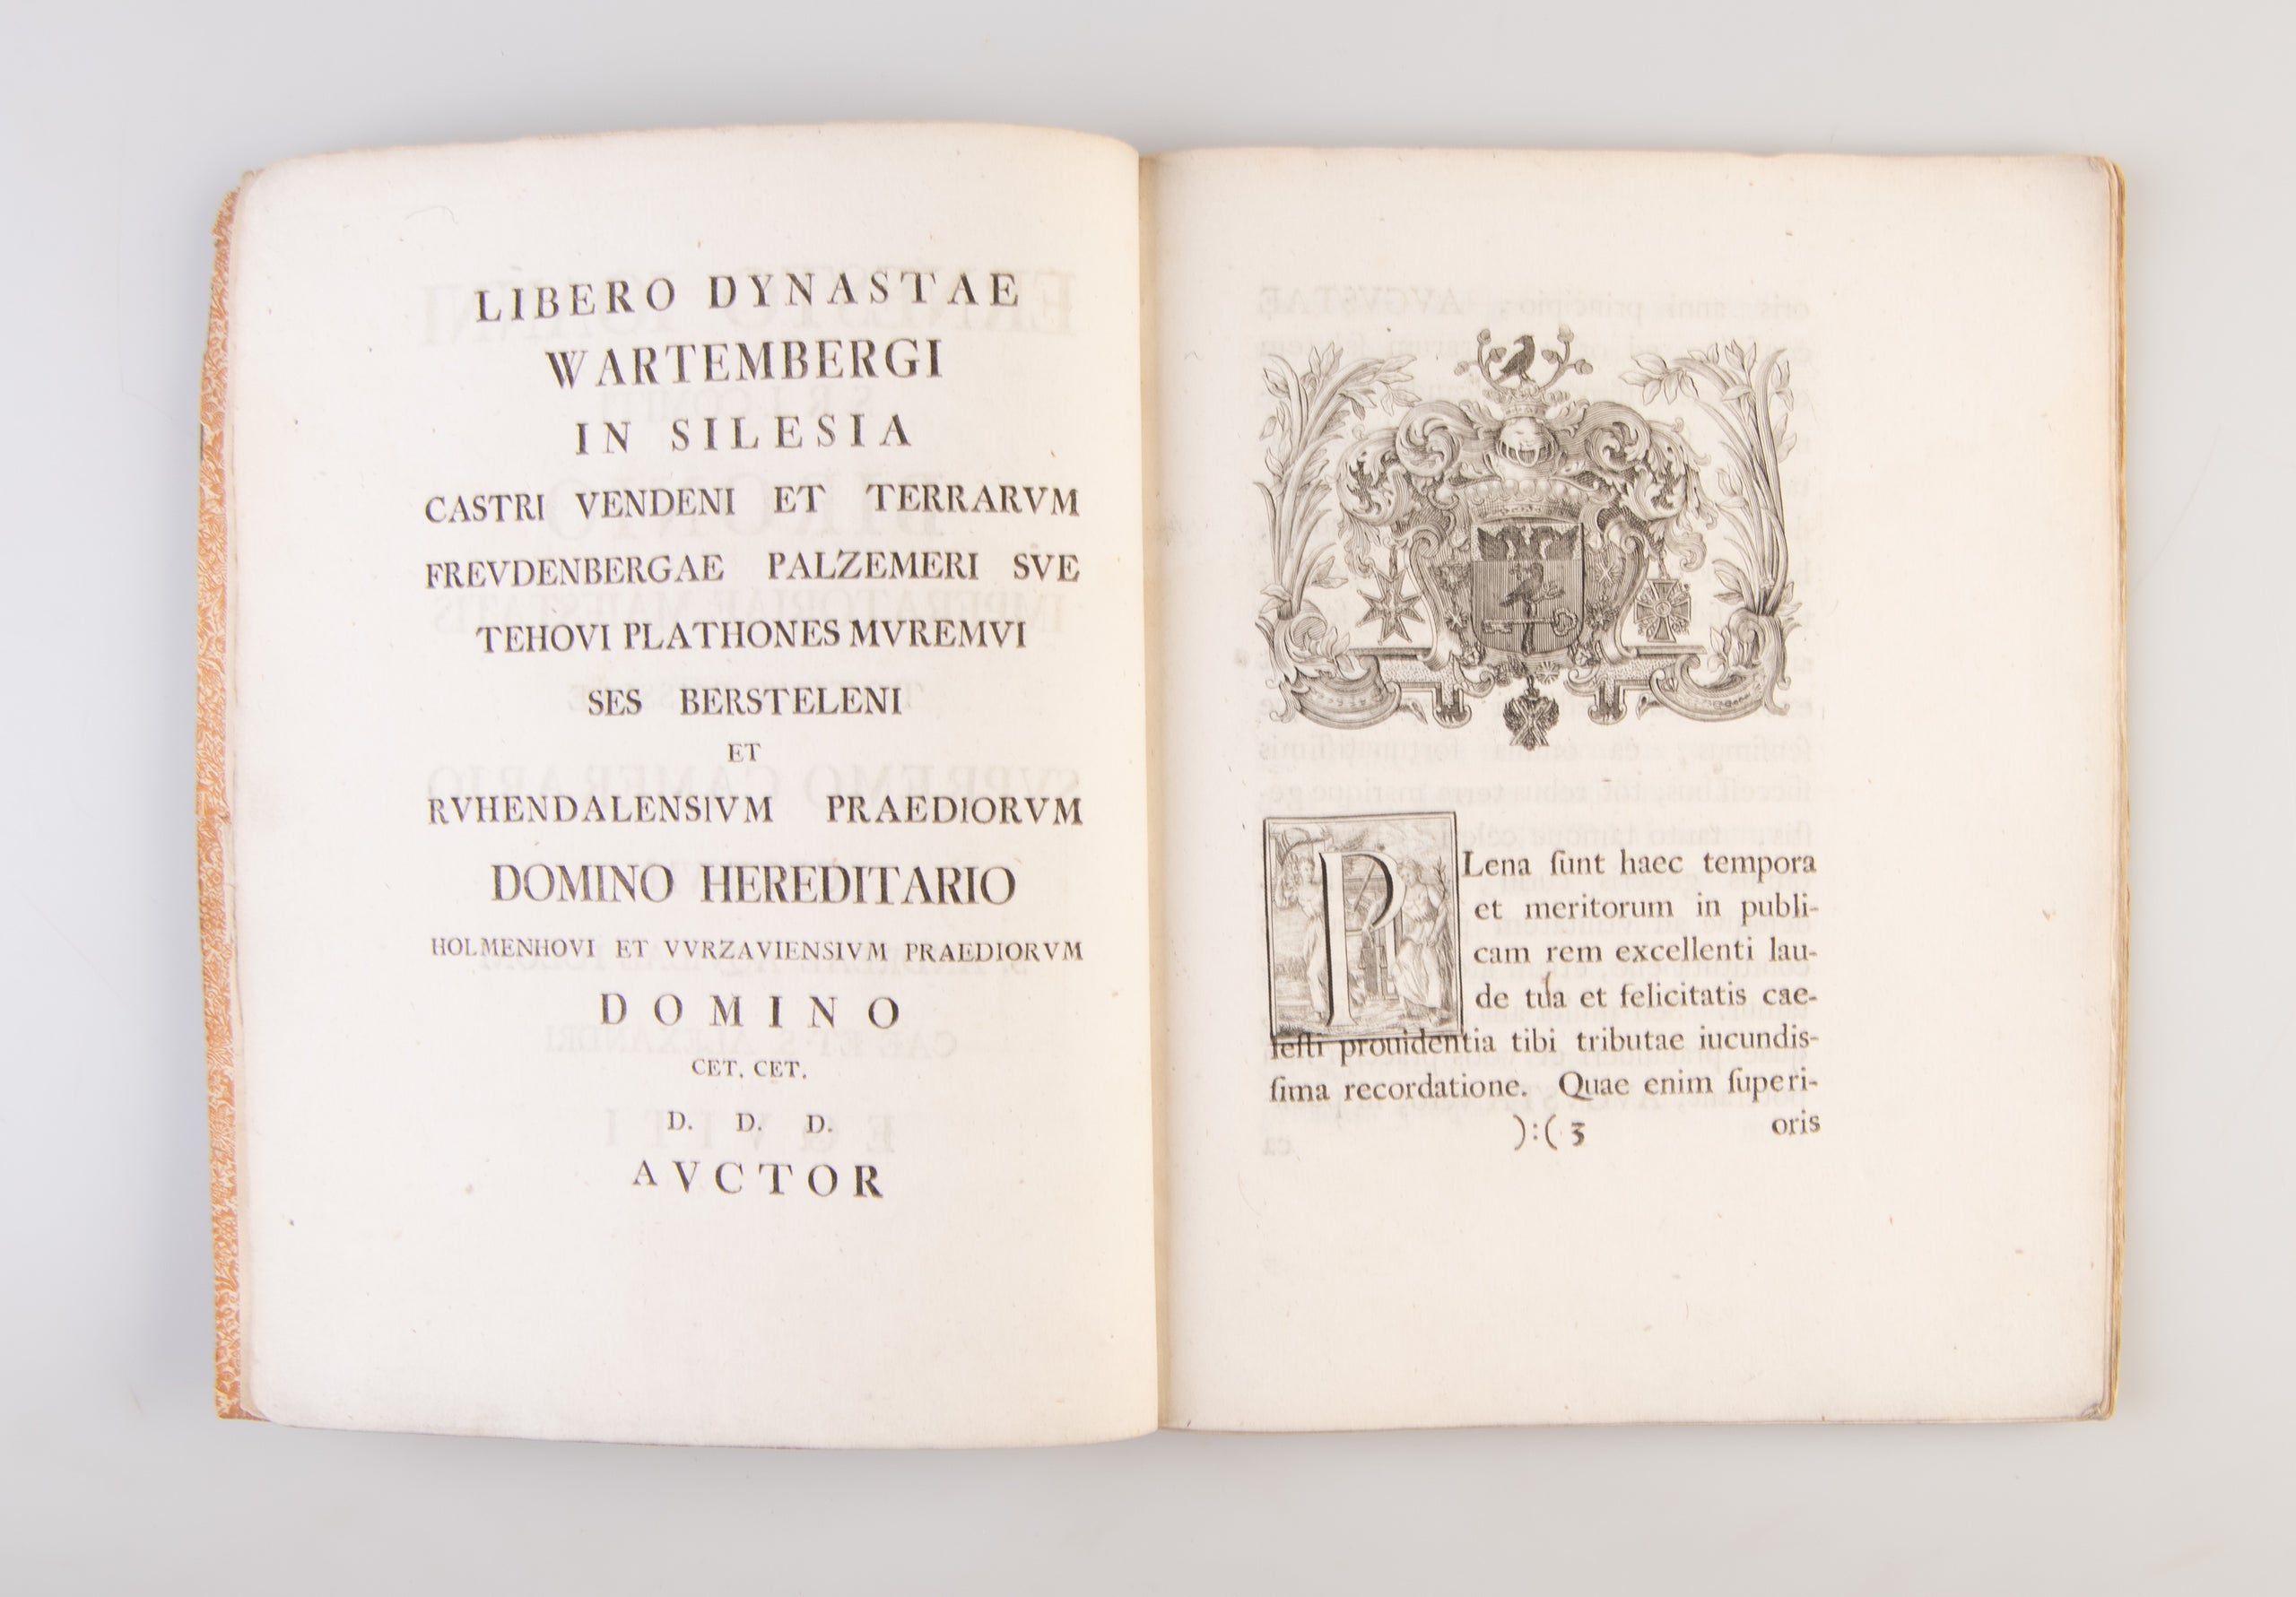 LIBERO DYNASTAE
WARTEMBERGI
IN SILESIA
CASTRI VENDENI ET TERRARVM
FREVDENBERGAE PALZEMERI SVE
TEHOVI PLATHONES MVREMVI
SES BERSTELENI
ET
RVHENDALENSIVM PRAEDIORVM
DOMINO HEREDITARIO
HOLMENHOVI ET VVRZAVIENSIVM PRAEDIORVM
DOMINO
CET. CET.
D. D. D.
AVCTOR
PLena ſunt haec tempora
et meritorum in publi-
cam rem excellenti lau-
de tua et felicitatis cae-
leſti prouidentia tibi tributae iucundis-
ſima recordatione. Quae enim ſuperi-
):( 3 oris